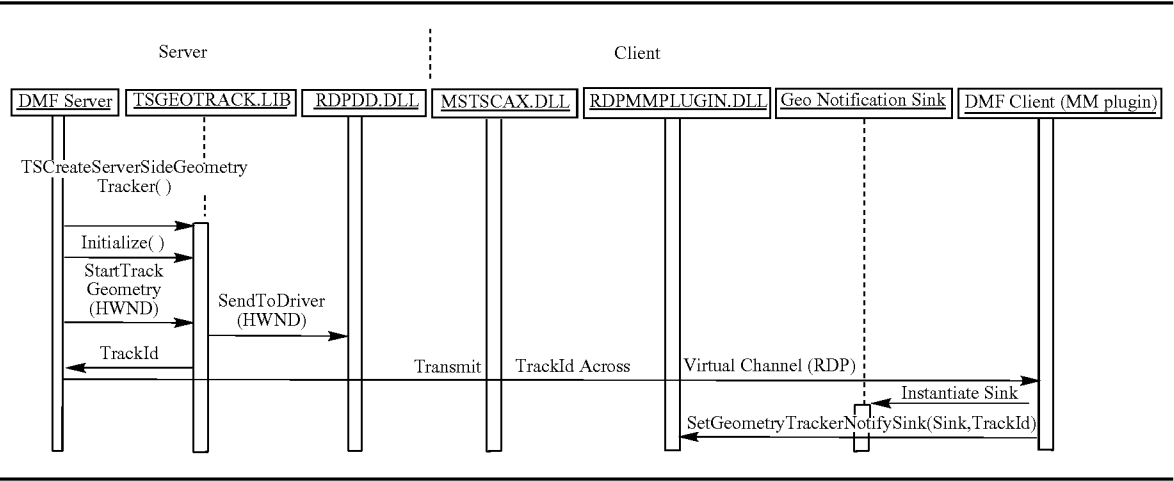 Server
Client
DMF Server
TSGEOTRACK.LIB
RDPDD.DLL
MSTSCAX.DLL
RDPMMPLUGIN.DLL
Geo Notification Sink
DMF Client (MM plugin)
TSCreateServerSideGeometry
Tracker( )
Initialize( )
StartTrack
Geometry
(HWND)
SendToDriver
(HWND)
TrackId
Transmit TrackId Across Virtual Channel (RDP)
Instantiate Sink
SetGeometryTrackerNotifySink(Sink,TrackId)